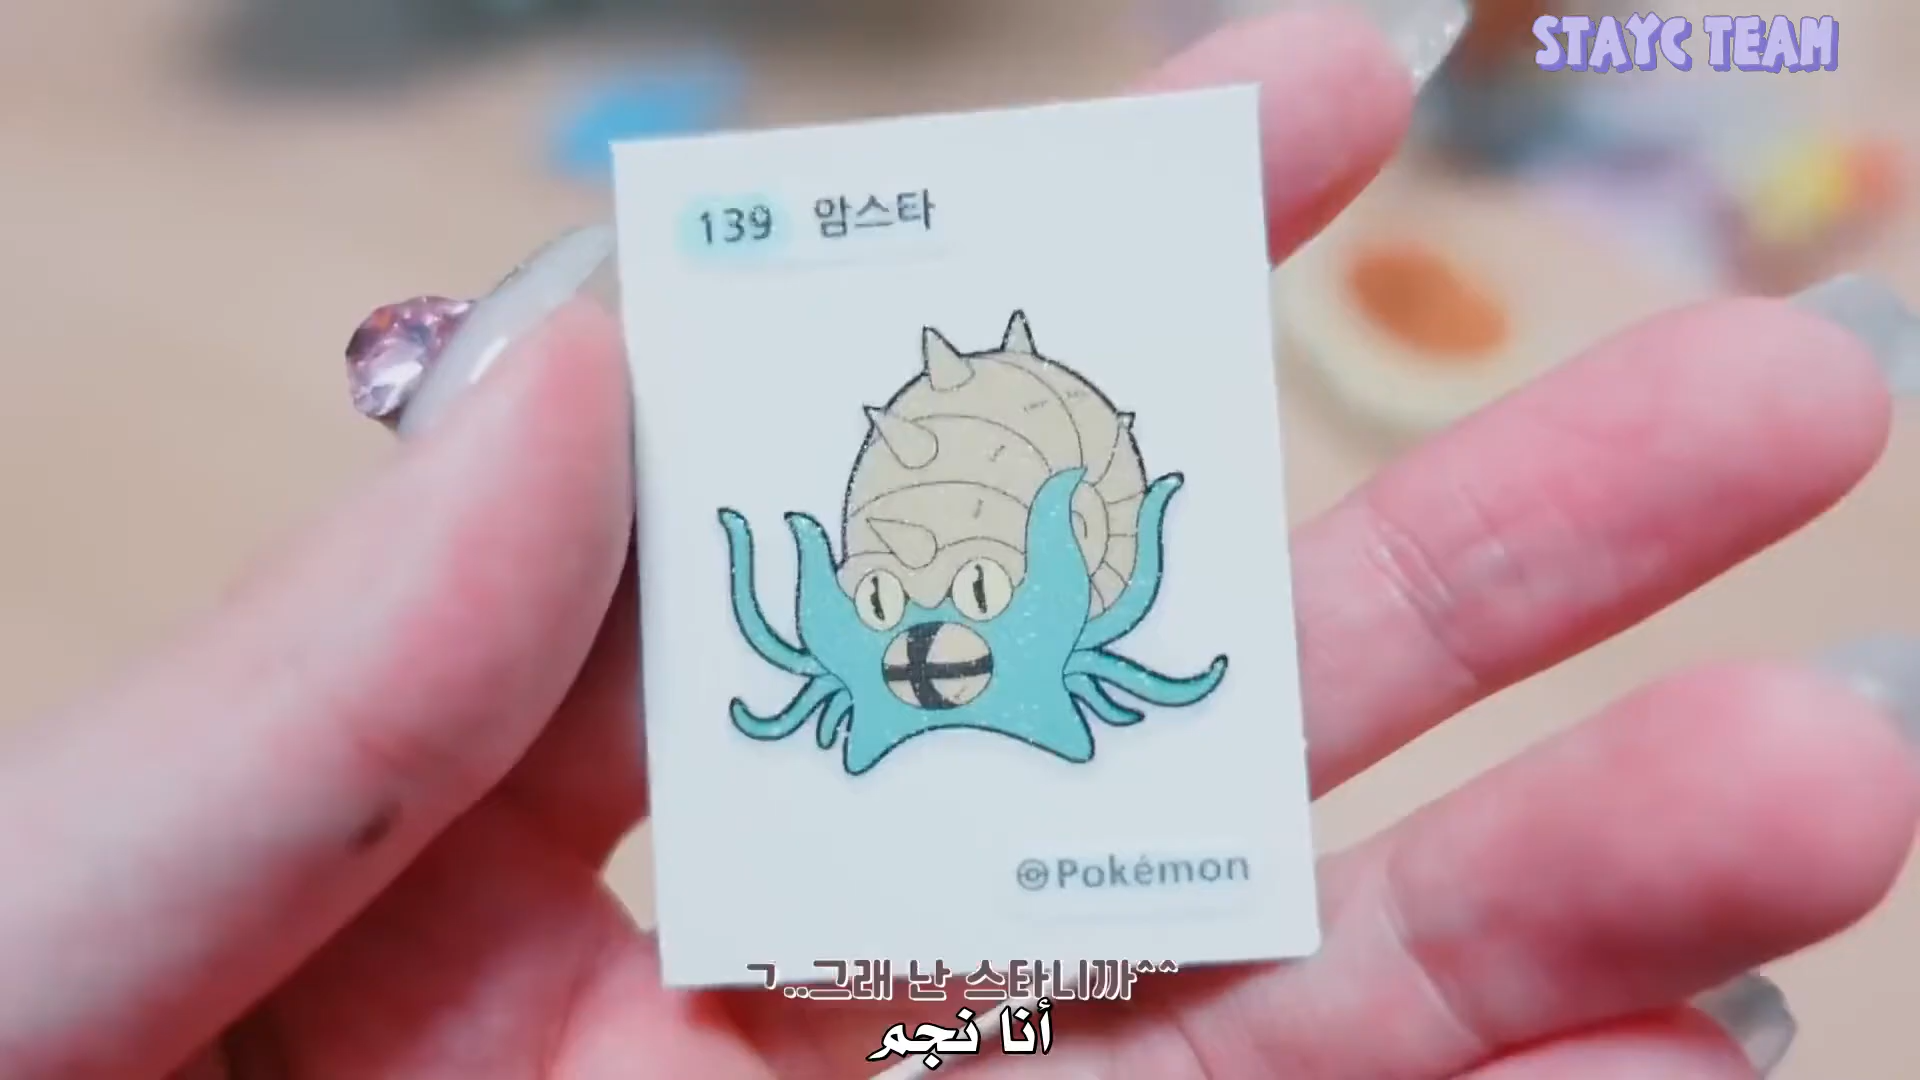 STAYC TEAM
139 암스타
Pokémon
ㄱ..그래 난 스타니까^^
أنا نجم